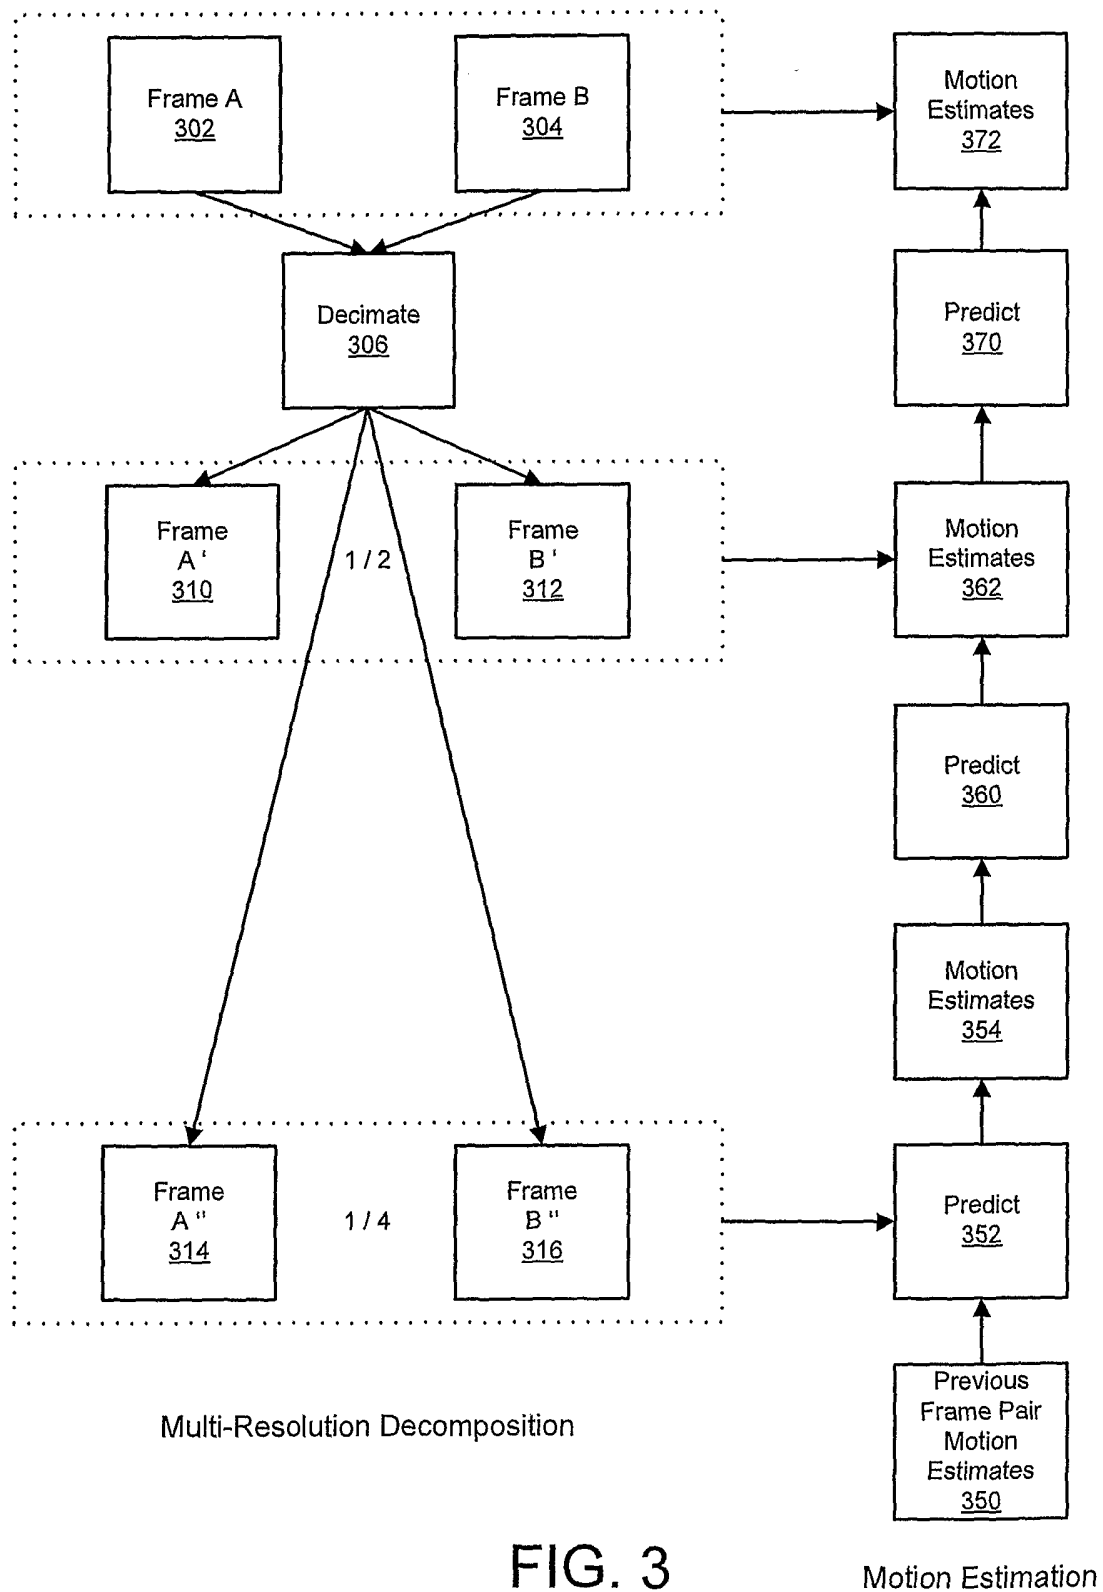 Frame A
302
Frame B
304
Motion
Estimates
372
Decimate
306
Predict
370
Frame
A '
310
1 / 2
Frame
B '
312
Motion
Estimates
362
Predict
360
Motion
Estimates
354
Frame
A "
314
1 / 4
Frame
B "
316
Predict
352
Previous
Frame Pair
Motion
Estimates
350
Multi-Resolution Decomposition
FIG. 3
Motion Estimation